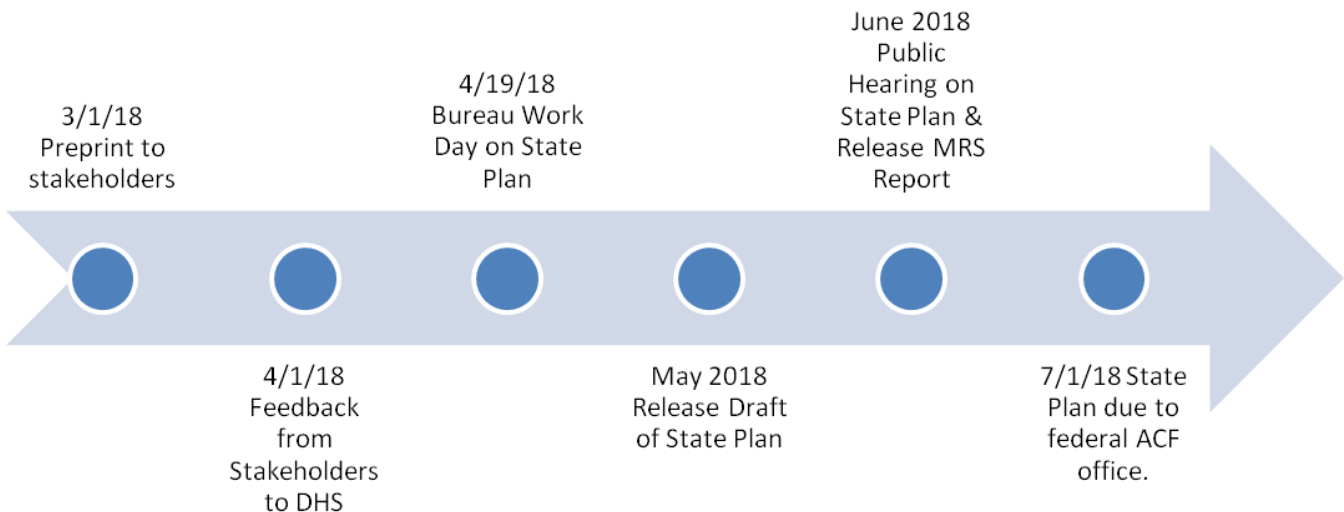 3/1/18
Preprint to
stakeholders
4/1/18
Feedback
from
Stakeholders
to DHS
4/19/18
Bureau Work
Day on State
Plan
May 2018
Release Draft
of State Plan
June 2018
Public
Hearing on
State Plan &
Release MRS
Report
7/1/18 State
Plan due to
federal ACF
office.